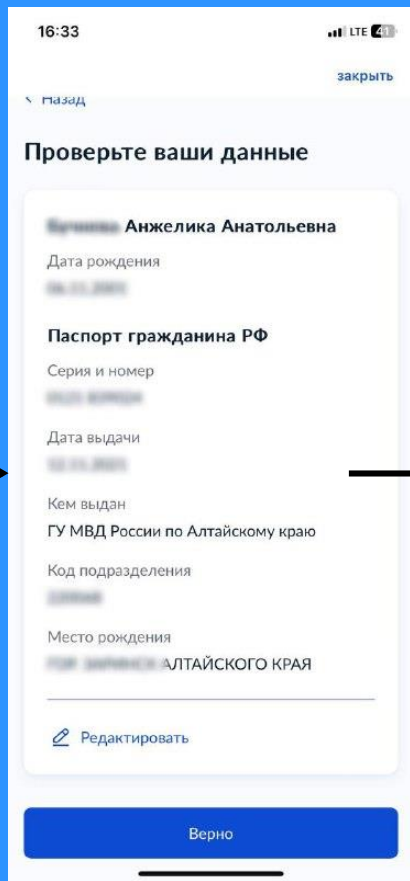 16:33
LTE 41
закрыть
Назад
Проверьте ваши данные
Анжелика Анатольевна
Дата рождения
Паспорт гражданина РФ
Серия и номер
Дата выдачи
Кем выдан
ГУ МВД России по Алтайскому краю
Код подразделения
Место рождения
АЛТАЙСКОГО КРАЯ
Редактировать
Верно